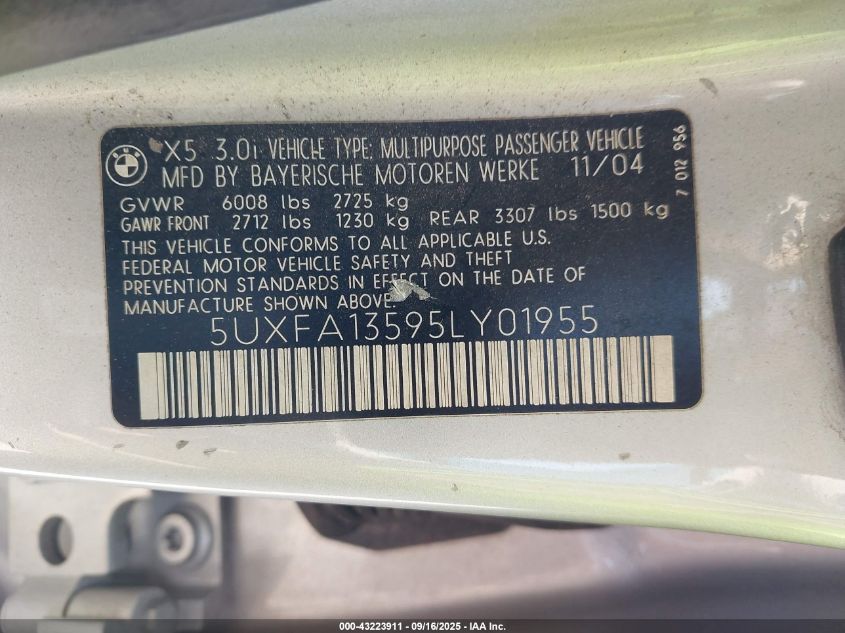 X5 3.0i VEHICLE TYPE: MULTIPURPOSE PASSENGER VEHICLE
MFD BY BAYERISCHE MOTOREN WERKE 11/04
GVWR 6008 lbs 2725 kg
GAWR FRONT 2712 lbs 1230 kg REAR 3307 lbs 1500 kg
THIS VEHICLE CONFORMS TO ALL APPLICABLE U.S.
FEDERAL MOTOR VEHICLE SAFETY AND THEFT
PREVENTION STANDARDS IN EFFECT ON THE DATE OF
MANUFACTURE SHOWN ABOVE.
5UXFA13595LY01955
7 012 956
BMW
000-43223911 - 09/16/2025 - IAA Inc.